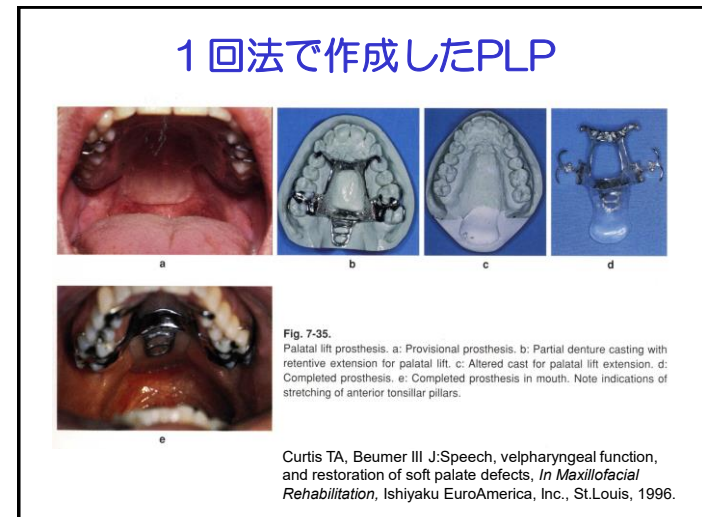 １回法で作成したPLP
a
b
c
d
e
Fig. 7-35.
Palatal lift prosthesis. a: Provisional prosthesis. b: Partial denture casting with
retentive extension for palatal lift. c: Altered cast for palatal lift extension. d:
Completed prosthesis. e: Completed prosthesis in mouth. Note indications of
stretching of anterior tonsillar pillars.
Curtis TA, Beumer III J:Speech, velpharyngeal function,
and restoration of soft palate defects, In Maxillofacial
Rehabilitation, Ishiyaku EuroAmerica, Inc., St.Louis, 1996.